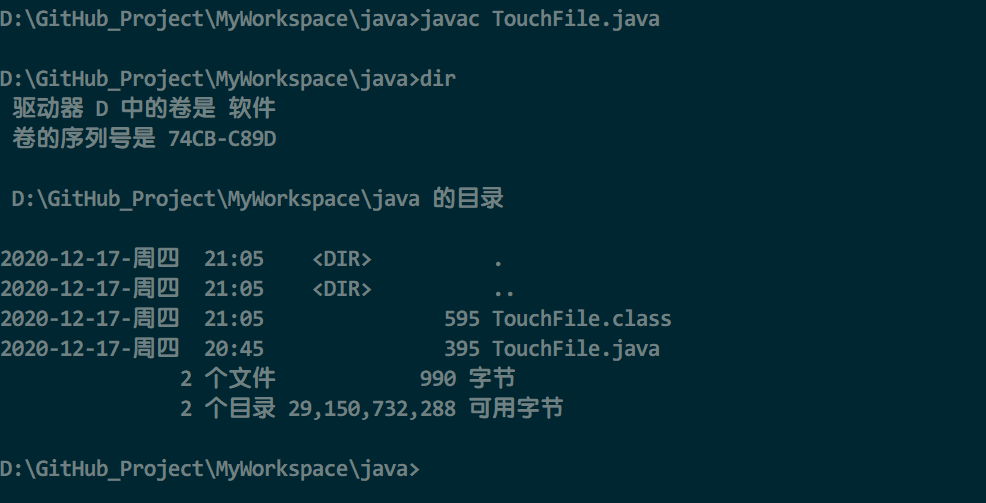 D:\GitHub_Project\MyWorkspace\java>javac TouchFile.java
D:\GitHub_Project\MyWorkspace\java>dir
驱动器 D 中的卷是 软件
卷的序列号是 74CB-C89D
D:\GitHub_Project\MyWorkspace\java 的目录
2020-12-17-周四  21:05    <DIR>          .
2020-12-17-周四  21:05    <DIR>          ..
2020-12-17-周四  21:05               595 TouchFile.class
2020-12-17-周四  20:45               395 TouchFile.java
2 个文件            990 字节
2 个目录 29,150,732,288 可用字节
D:\GitHub_Project\MyWorkspace\java>